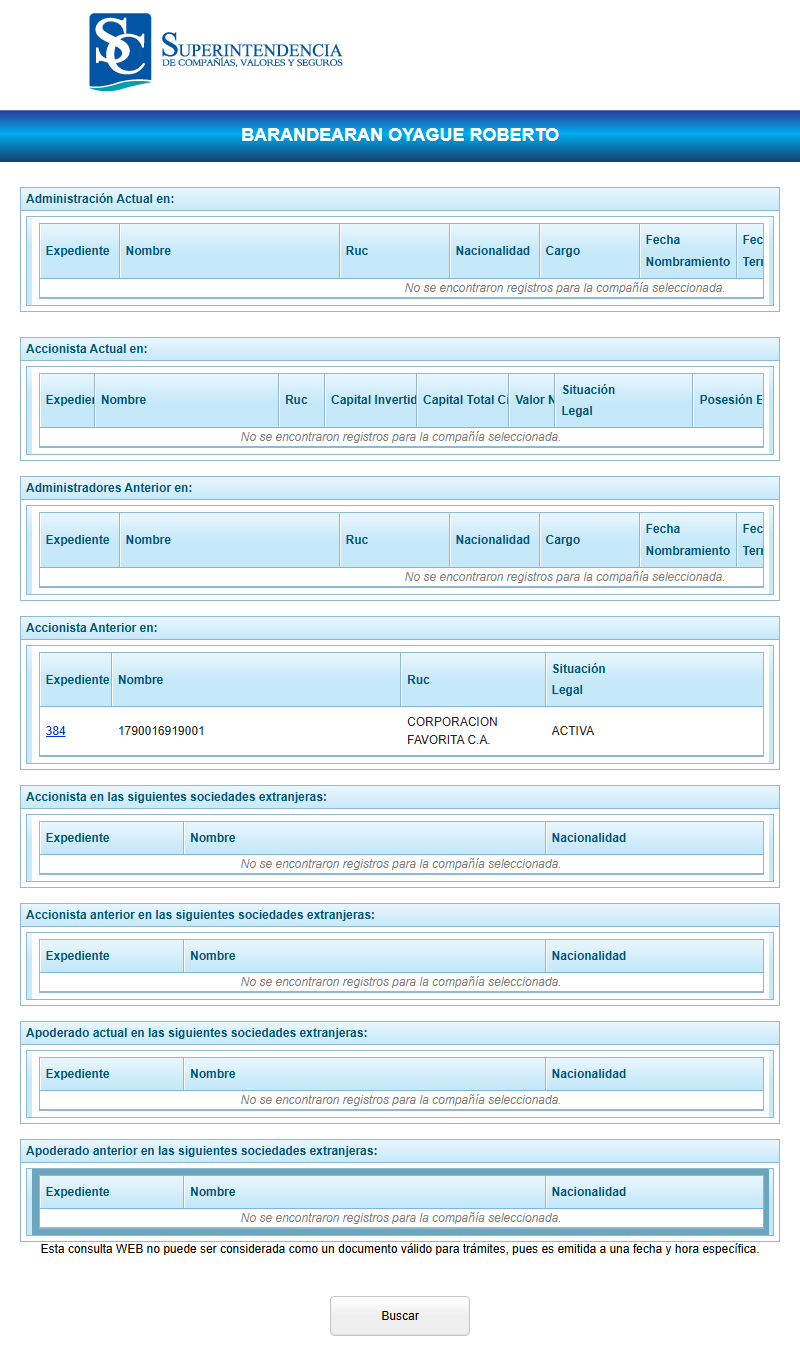 SC
SUPERINTENDENCIA
DE COMPAÑÍAS, VALORES Y SEGUROS
BARANDEARAN OYAGUE ROBERTO
Administración Actual en:
Expediente Nombre Ruc Nacionalidad Cargo Fecha Nombramiento Fec Terr
No se encontraron registros para la compañía seleccionada.
Accionista Actual en:
Expedier Nombre Ruc Capital Invertid Capital Total Ci Valor N Situación Legal Posesión E
No se encontraron registros para la compañía seleccionada.
Administradores Anterior en:
Expediente Nombre Ruc Nacionalidad Cargo Fecha Nombramiento Fec Terr
No se encontraron registros para la compañía seleccionada.
Accionista Anterior en:
Expediente Nombre Ruc Situación Legal
384 1790016919001 CORPORACION FAVORITA C.A. ACTIVA
Accionista en las siguientes sociedades extranjeras:
Expediente Nombre Nacionalidad
No se encontraron registros para la compañía seleccionada.
Accionista anterior en las siguientes sociedades extranjeras:
Expediente Nombre Nacionalidad
No se encontraron registros para la compañía seleccionada.
Apoderado actual en las siguientes sociedades extranjeras:
Expediente Nombre Nacionalidad
No se encontraron registros para la compañía seleccionada.
Apoderado anterior en las siguientes sociedades extranjeras:
Expediente Nombre Nacionalidad
No se encontraron registros para la compañía seleccionada.
Esta consulta WEB no puede ser considerada como un documento válido para trámites, pues es emitida a una fecha y hora específica.
Buscar